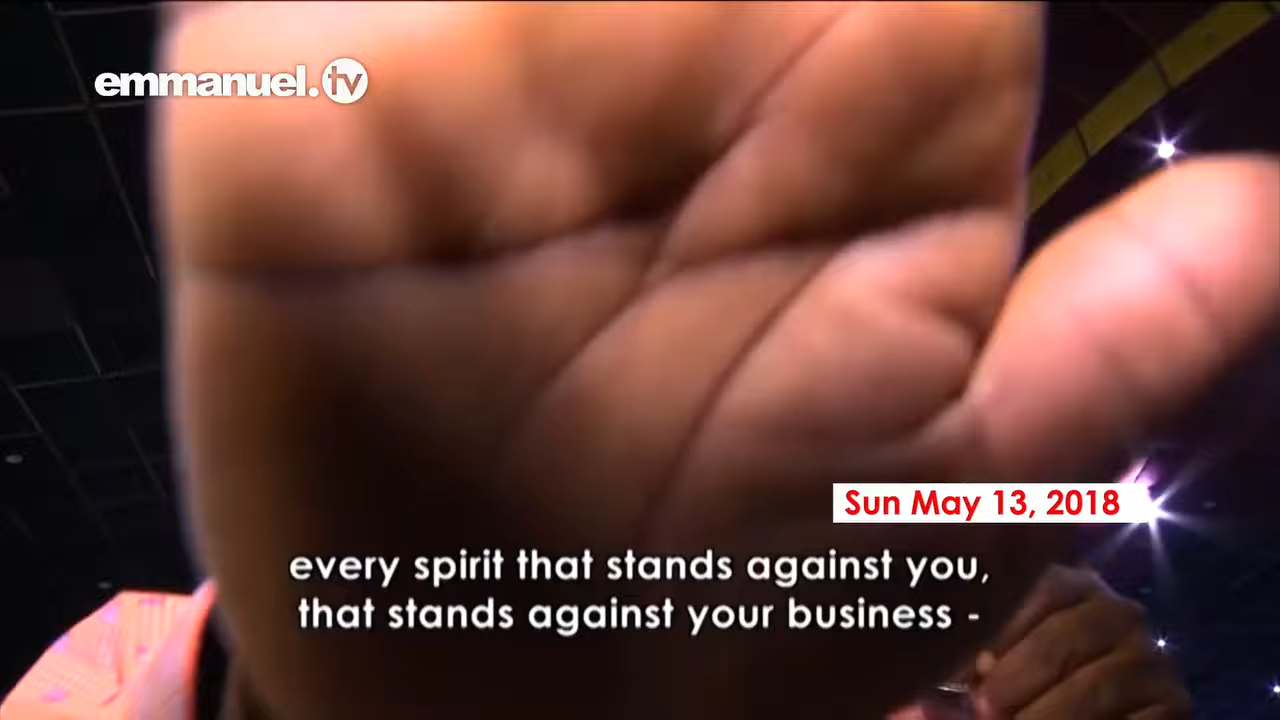 emmanuel.tv
Sun May 13, 2018
every spirit that stands against you,
that stands against your business -